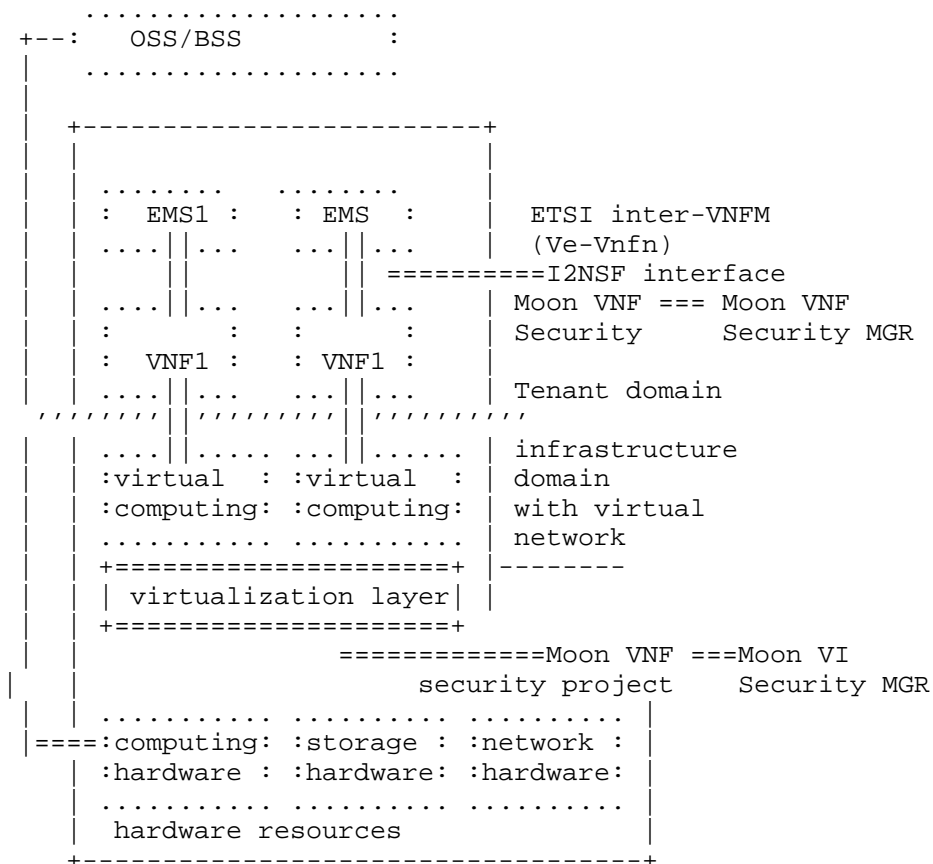 OSS/BSS
EMS1 EMS ETSI inter-VNFM
(Ve-Vnfn)
I2NSF interface
Moon VNF === Moon VNF
Security Security MGR
VNF1 VNF1
Tenant domain
infrastructure
virtual virtual domain
computing computing with virtual
network
virtualization layer
Moon VNF ===Moon VI
security project Security MGR
computing storage network
hardware hardware hardware
hardware resources